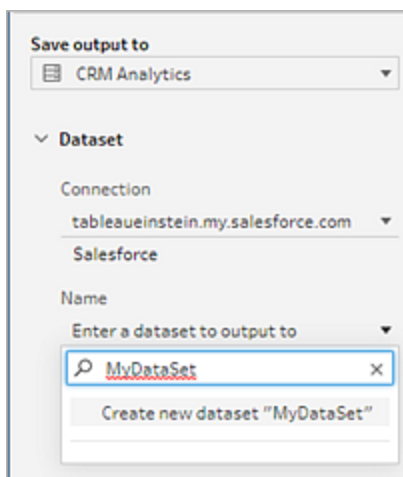 Save output to
CRM Analytics
Dataset
Connection
tableaueinstein.my.salesforce.com
Salesforce
Name
Enter a dataset to output to
MyDataSet
Create new dataset "MyDataSet"